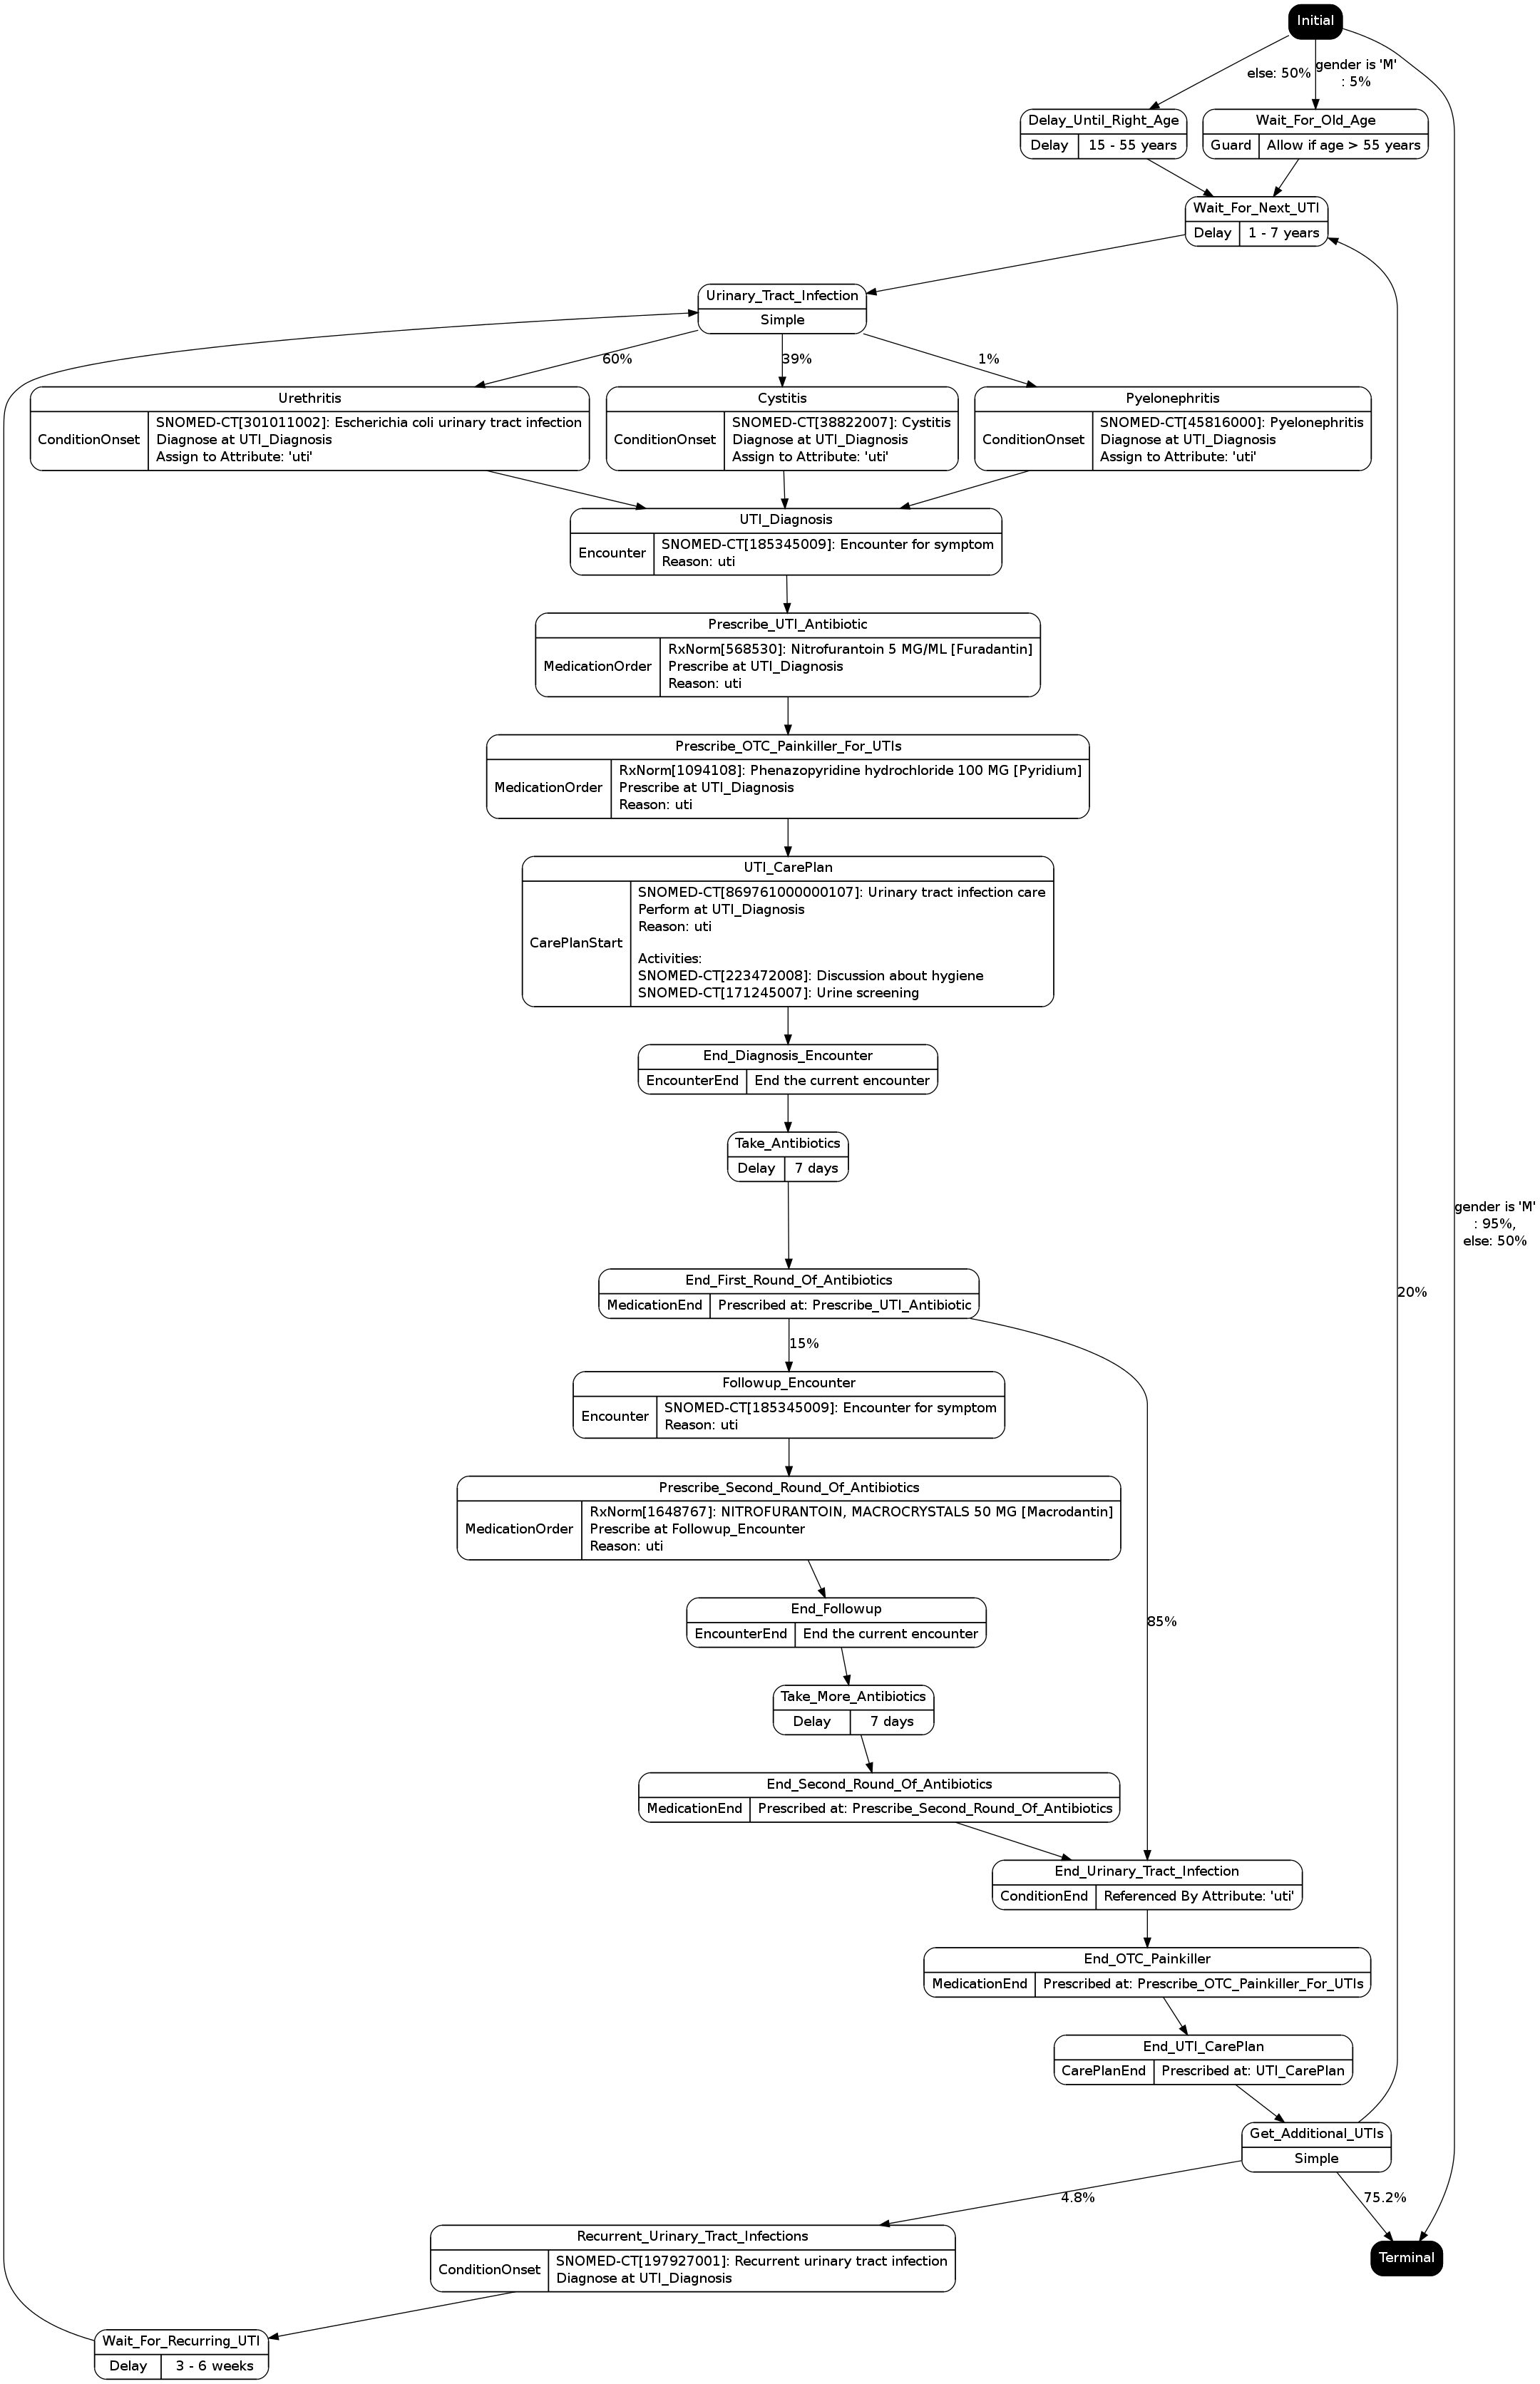 Initial
else: 50%
gender is 'M'
: 5%
Delay_Until_Right_Age
Delay
15 - 55 years
Wait_For_Old_Age
Guard
Allow if age > 55 years
Wait_For_Next_UTI
Delay
1 - 7 years
Urinary_Tract_Infection
Simple
60%
39%
1%
Urethritis
ConditionOnset
SNOMED-CT[301011002]: Escherichia coli urinary tract infection
Diagnose at UTI_Diagnosis
Assign to Attribute: 'uti'
Cystitis
ConditionOnset
SNOMED-CT[38822007]: Cystitis
Diagnose at UTI_Diagnosis
Assign to Attribute: 'uti'
Pyelonephritis
ConditionOnset
SNOMED-CT[45816000]: Pyelonephritis
Diagnose at UTI_Diagnosis
Assign to Attribute: 'uti'
UTI_Diagnosis
Encounter
SNOMED-CT[185345009]: Encounter for symptom
Reason: uti
Prescribe_UTI_Antibiotic
MedicationOrder
RxNorm[568530]: Nitrofurantoin 5 MG/ML [Furadantin]
Prescribe at UTI_Diagnosis
Reason: uti
Prescribe_OTC_Painkiller_For_UTIs
MedicationOrder
RxNorm[1094108]: Phenazopyridine hydrochloride 100 MG [Pyridium]
Prescribe at UTI_Diagnosis
Reason: uti
UTI_CarePlan
CarePlanStart
SNOMED-CT[869761000000107]: Urinary tract infection care
Perform at UTI_Diagnosis
Reason: uti
Activities:
SNOMED-CT[223472008]: Discussion about hygiene
SNOMED-CT[171245007]: Urine screening
End_Diagnosis_Encounter
EncounterEnd
End the current encounter
Take_Antibiotics
Delay
7 days
gender is 'M'
: 95%,
else: 50%
End_First_Round_Of_Antibiotics
MedicationEnd
Prescribed at: Prescribe_UTI_Antibiotic
20%
15%
Followup_Encounter
Encounter
SNOMED-CT[185345009]: Encounter for symptom
Reason: uti
Prescribe_Second_Round_Of_Antibiotics
MedicationOrder
RxNorm[1648767]: NITROFURANTOIN, MACROCRYSTALS 50 MG [Macrodantin]
Prescribe at Followup_Encounter
Reason: uti
End_Followup
EncounterEnd
End the current encounter
85%
Take_More_Antibiotics
Delay
7 days
End_Second_Round_Of_Antibiotics
MedicationEnd
Prescribed at: Prescribe_Second_Round_Of_Antibiotics
End_Urinary_Tract_Infection
ConditionEnd
Referenced By Attribute: 'uti'
End_OTC_Painkiller
MedicationEnd
Prescribed at: Prescribe_OTC_Painkiller_For_UTIs
End_UTI_CarePlan
CarePlanEnd
Prescribed at: UTI_CarePlan
Get_Additional_UTIs
Simple
4.8%
75.2%
Recurrent_Urinary_Tract_Infections
ConditionOnset
SNOMED-CT[197927001]: Recurrent urinary tract infection
Diagnose at UTI_Diagnosis
Terminal
Wait_For_Recurring_UTI
Delay
3 - 6 weeks